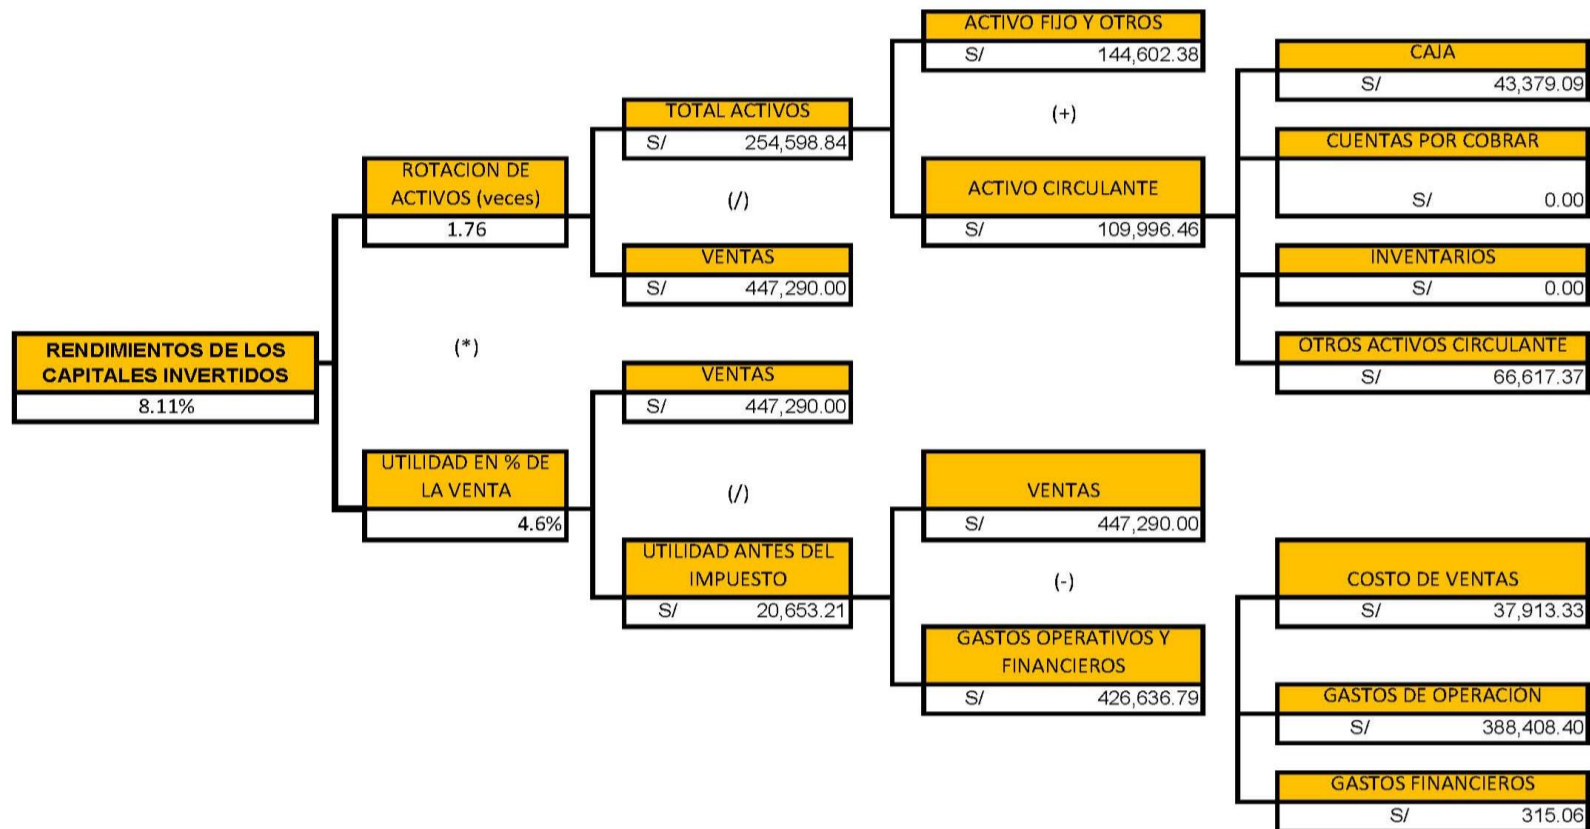 ACTIVO FIJO Y OTROS
S/ 144,602.38
CAJA
S/ 43,379.09
TOTAL ACTIVOS
S/ 254,598.84
(+)
CUENTAS POR COBRAR
S/ 0.00
ROTACION DE
ACTIVOS (veces)
1.76
(/)
ACTIVO CIRCULANTE
S/ 109,996.46
VENTAS
S/ 447,290.00
INVENTARIOS
S/ 0.00
RENDIMIENTOS DE LOS
CAPITALES INVERTIDOS
8.11%
(*)
OTROS ACTIVOS CIRCULANTE
S/ 66,617.37
VENTAS
S/ 447,290.00
UTILIDAD EN % DE
LA VENTA
4.6%
(/)
VENTAS
S/ 447,290.00
UTILIDAD ANTES DEL
IMPUESTO
S/ 20,653.21
(-)
COSTO DE VENTAS
S/ 37,913.33
GASTOS OPERATIVOS Y
FINANCIEROS
S/ 426,636.79
GASTOS DE OPERACIÓN
S/ 388,408.40
GASTOS FINANCIEROS
S/ 315.06